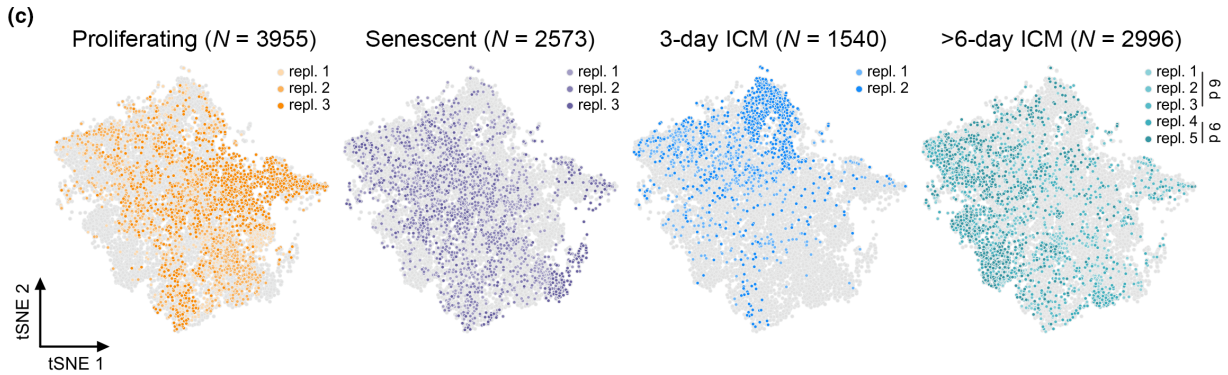 (c)
Proliferating (N = 3955)
repl. 1
repl. 2
repl. 3
Senescent (N = 2573)
repl. 1
repl. 2
repl. 3
3-day ICM (N = 1540)
repl. 1
repl. 2
>6-day ICM (N = 2996)
repl. 1
repl. 2
repl. 3
repl. 4
repl. 5
6 d
9 d
tSNE 2
tSNE 1